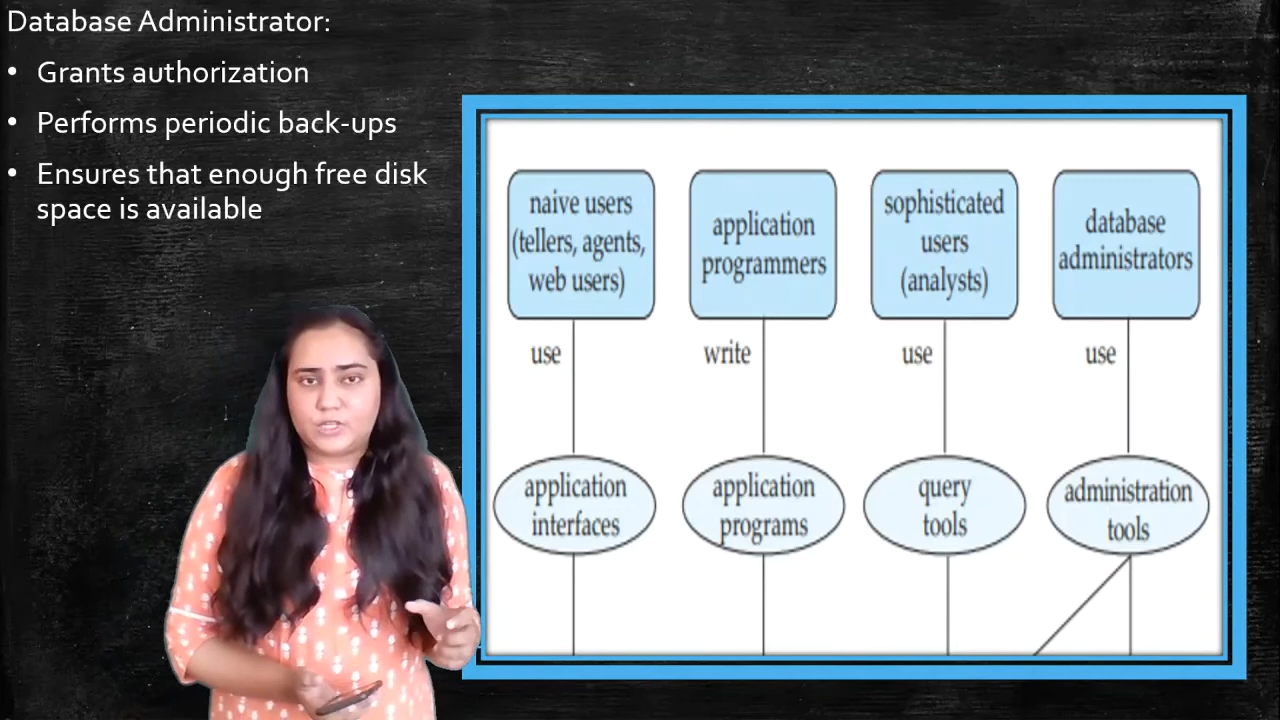 Database Administrator:
• Grants authorization
• Performs periodic back-ups
• Ensures that enough free disk
space is available
naive users
(tellers, agents,
web users)
application
programmers
sophisticated
users
(analysts)
database
administrators
use
write
use
use
application
interfaces
application
programs
query
tools
administration
tools